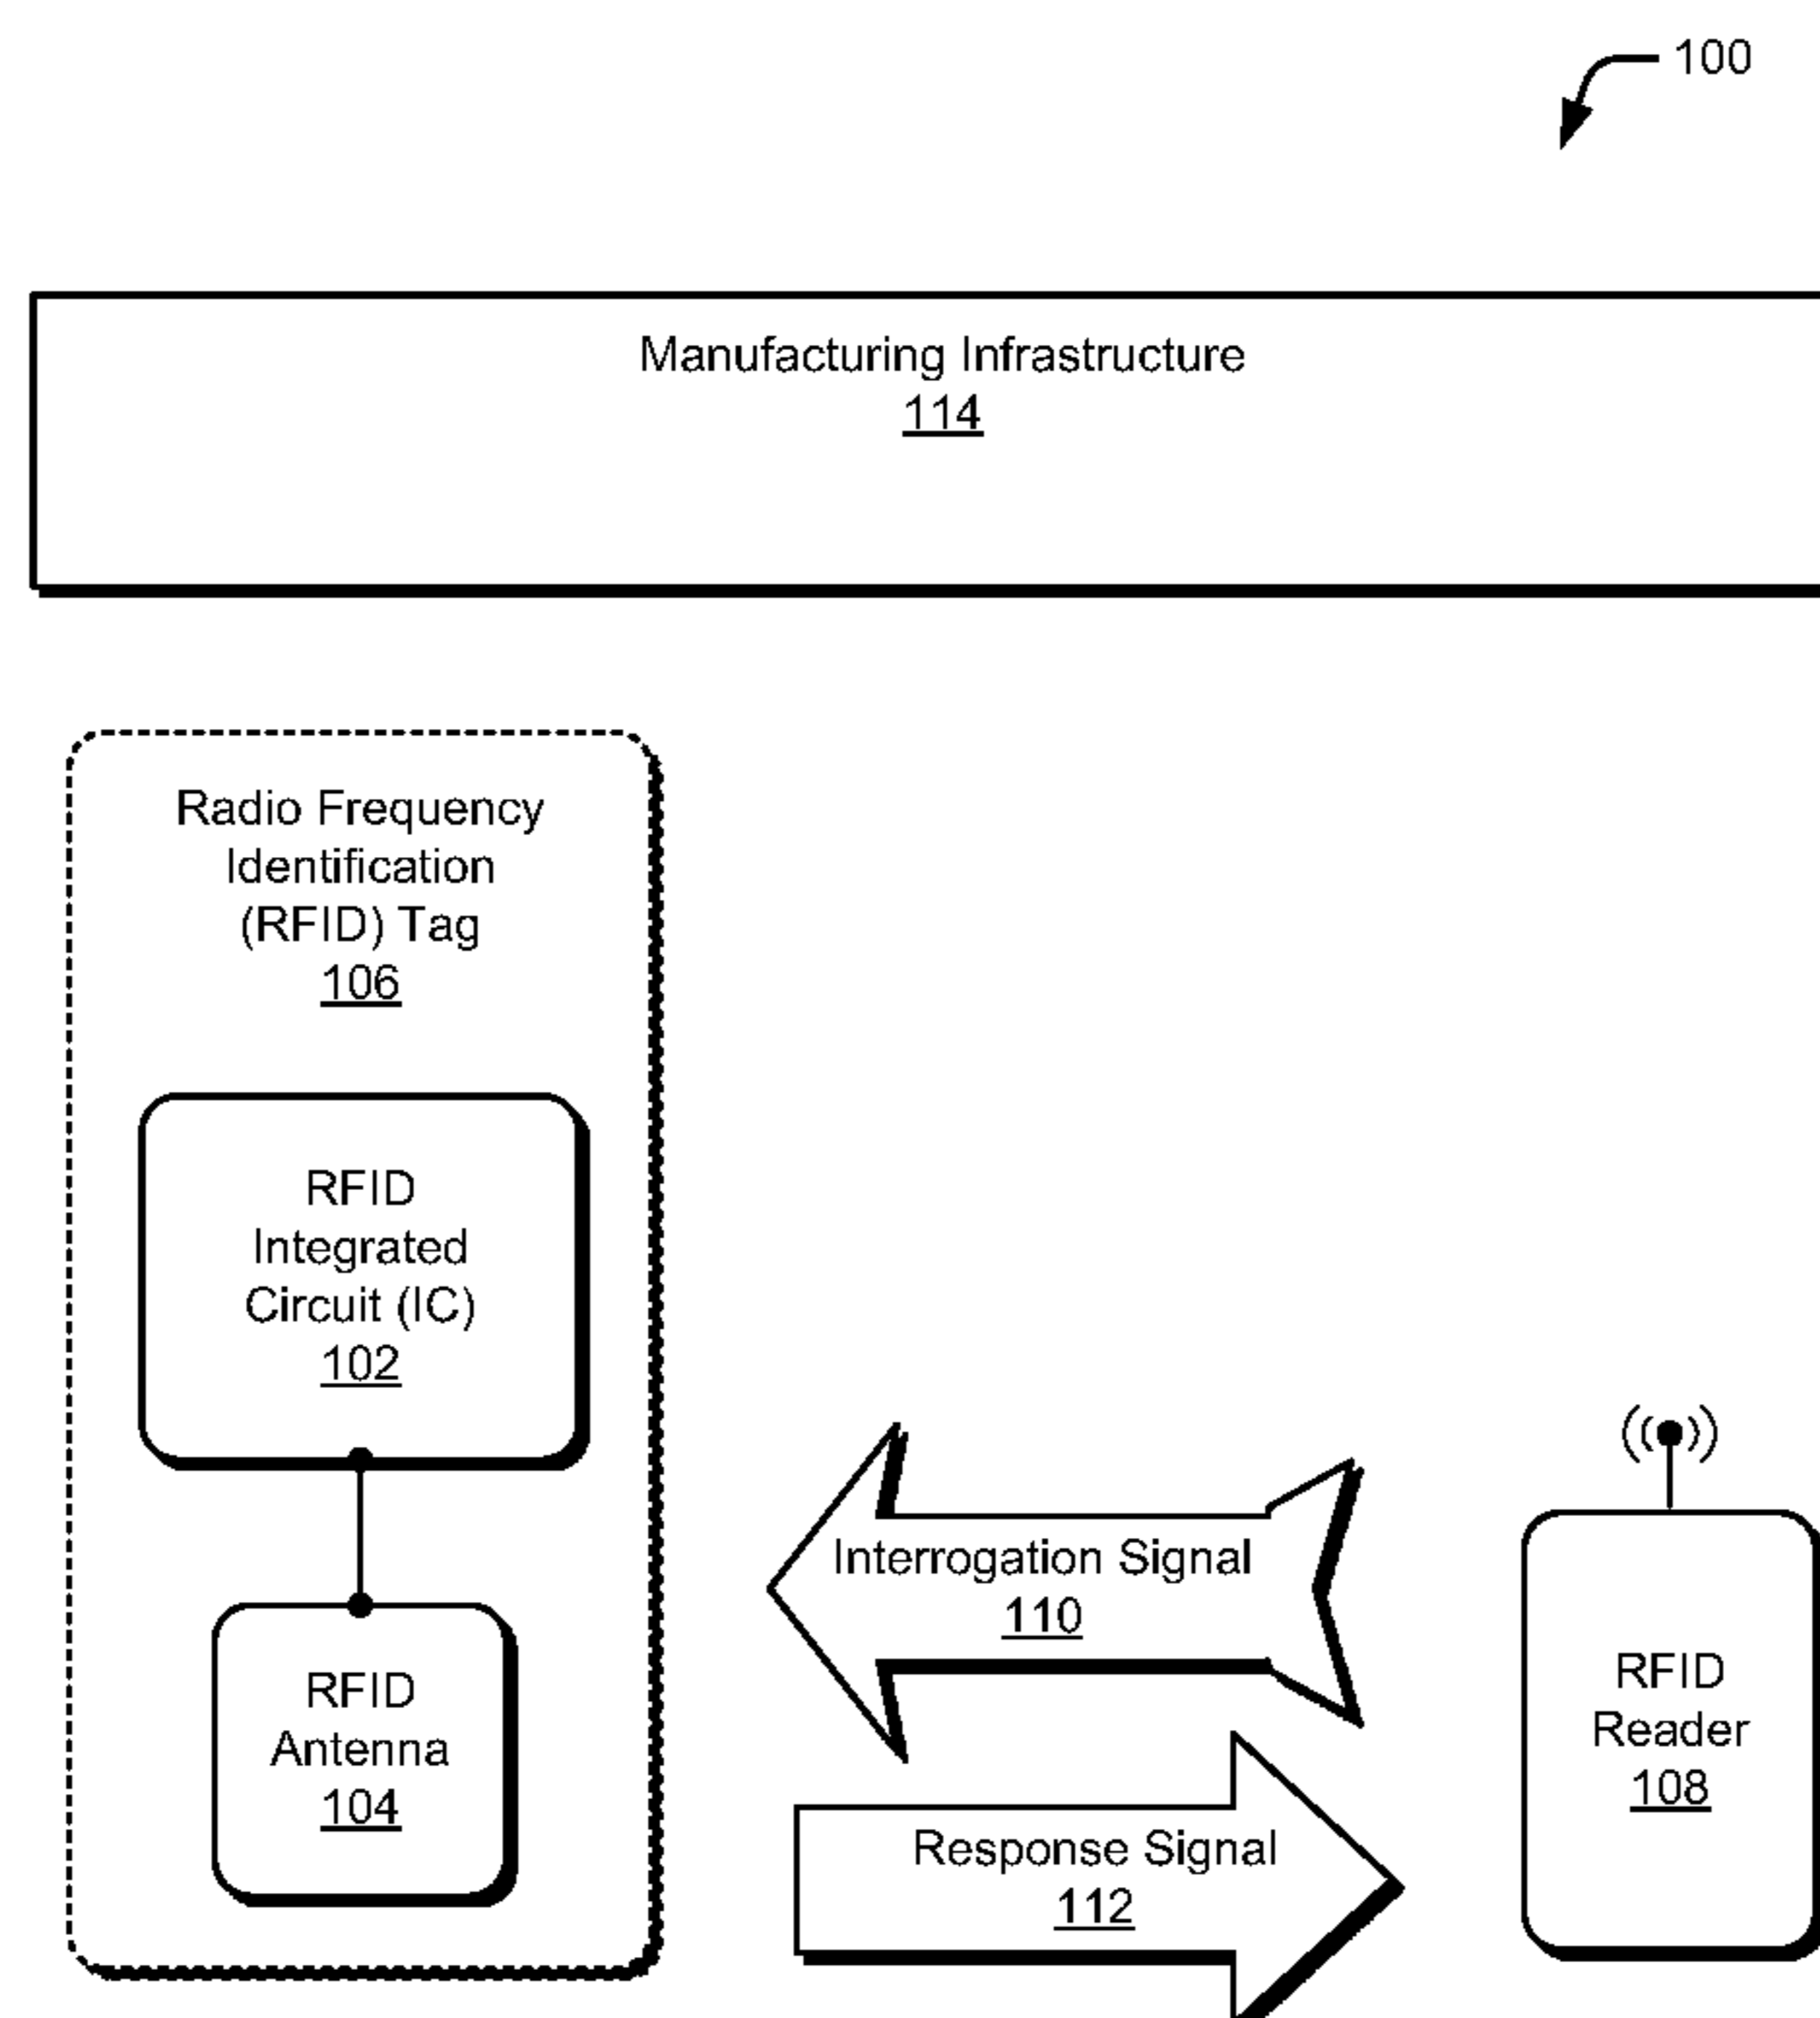 100
Manufacturing Infrastructure
114
Radio Frequency
Identification
(RFID) Tag
106
RFID
Integrated
Circuit (IC)
102
RFID
Antenna
104
Interrogation Signal
110
Response Signal
112
RFID
Reader
108